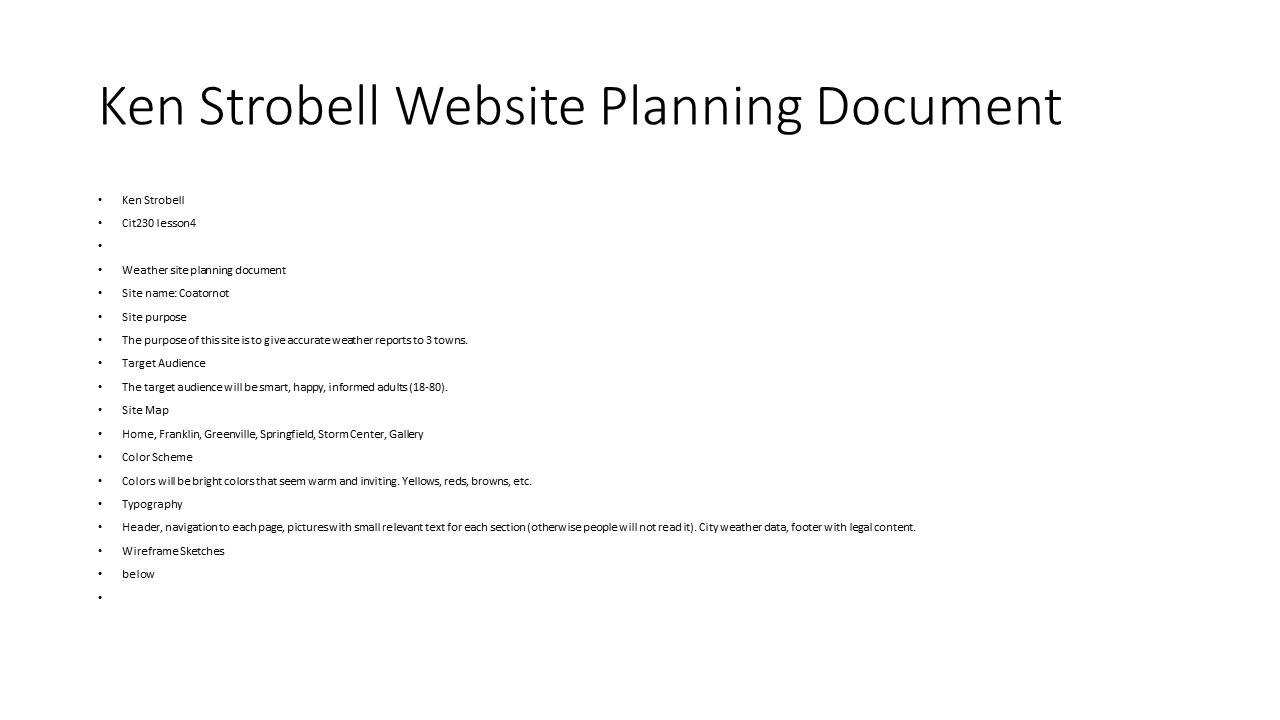 Ken Strobell Website Planning Document
• Ken Strobell
• Cit230 lesson4
•
• Weather site planning document
• Site name: Coatornot
• Site purpose
• The purpose of this site is to give accurate weather reports to 3 towns.
• Target Audience
• The target audience will be smart, happy, informed adults (18-80).
• Site Map
• Home, Franklin, Greenville, Springfield, Storm Center, Gallery
• Color Scheme
• Colors will be bright colors that seem warm and inviting. Yellows, reds, browns, etc.
• Typography
• Header, navigation to each page, pictures with small relevant text for each section (otherwise people will not read it). City weather data, footer with legal content.
• Wireframe Sketches
• below
•